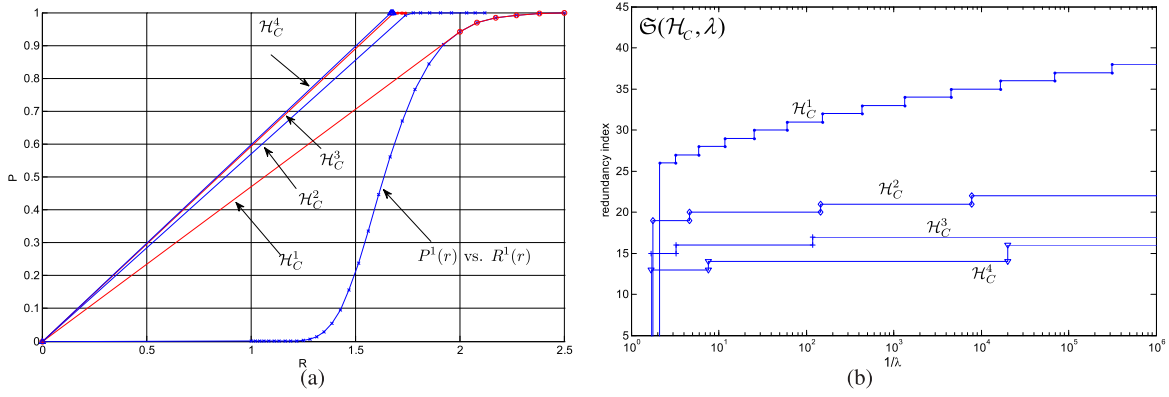 1
0.9
0.8
0.7
0.6
0.5
0.4
0.3
0.2
0.1
0
P
0
0.5
1
1.5
2
2.5
R
$\mathcal{H}_C^4$
$\mathcal{H}_C^3$
$\mathcal{H}_C^2$
$\mathcal{H}_C^1$
$P^1(r)$ vs. $R^1(r)$
(a)
45
40
35
30
25
20
15
10
5
redundancy index
$\mathfrak{S}(\mathcal{H}_C, \lambda)$
$\mathcal{H}_C^1$
$\mathcal{H}_C^2$
$\mathcal{H}_C^3$
$\mathcal{H}_C^4$
$10^0$
$10^1$
$10^2$
$10^3$
$10^4$
$10^5$
$10^6$
1/λ
(b)